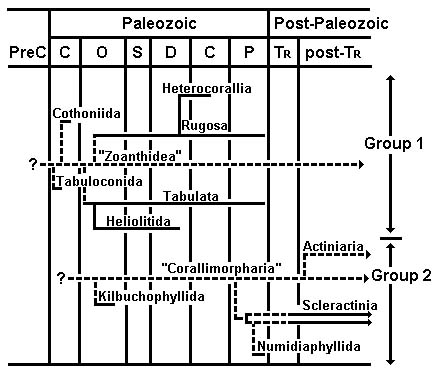 Paleozoic Post-Paleozoic
PreC C O S D C P TR post-TR
Heterocorallia
Cothoniida
Rugosa
Group 1
"Zoanthidea"
?
Tabuloconida
Tabulata
Heliolitida
Actiniaria
"Corallimorpharia"
? Group 2
Kilbuchophyllida
Scleractinia
Numidiaphyllida